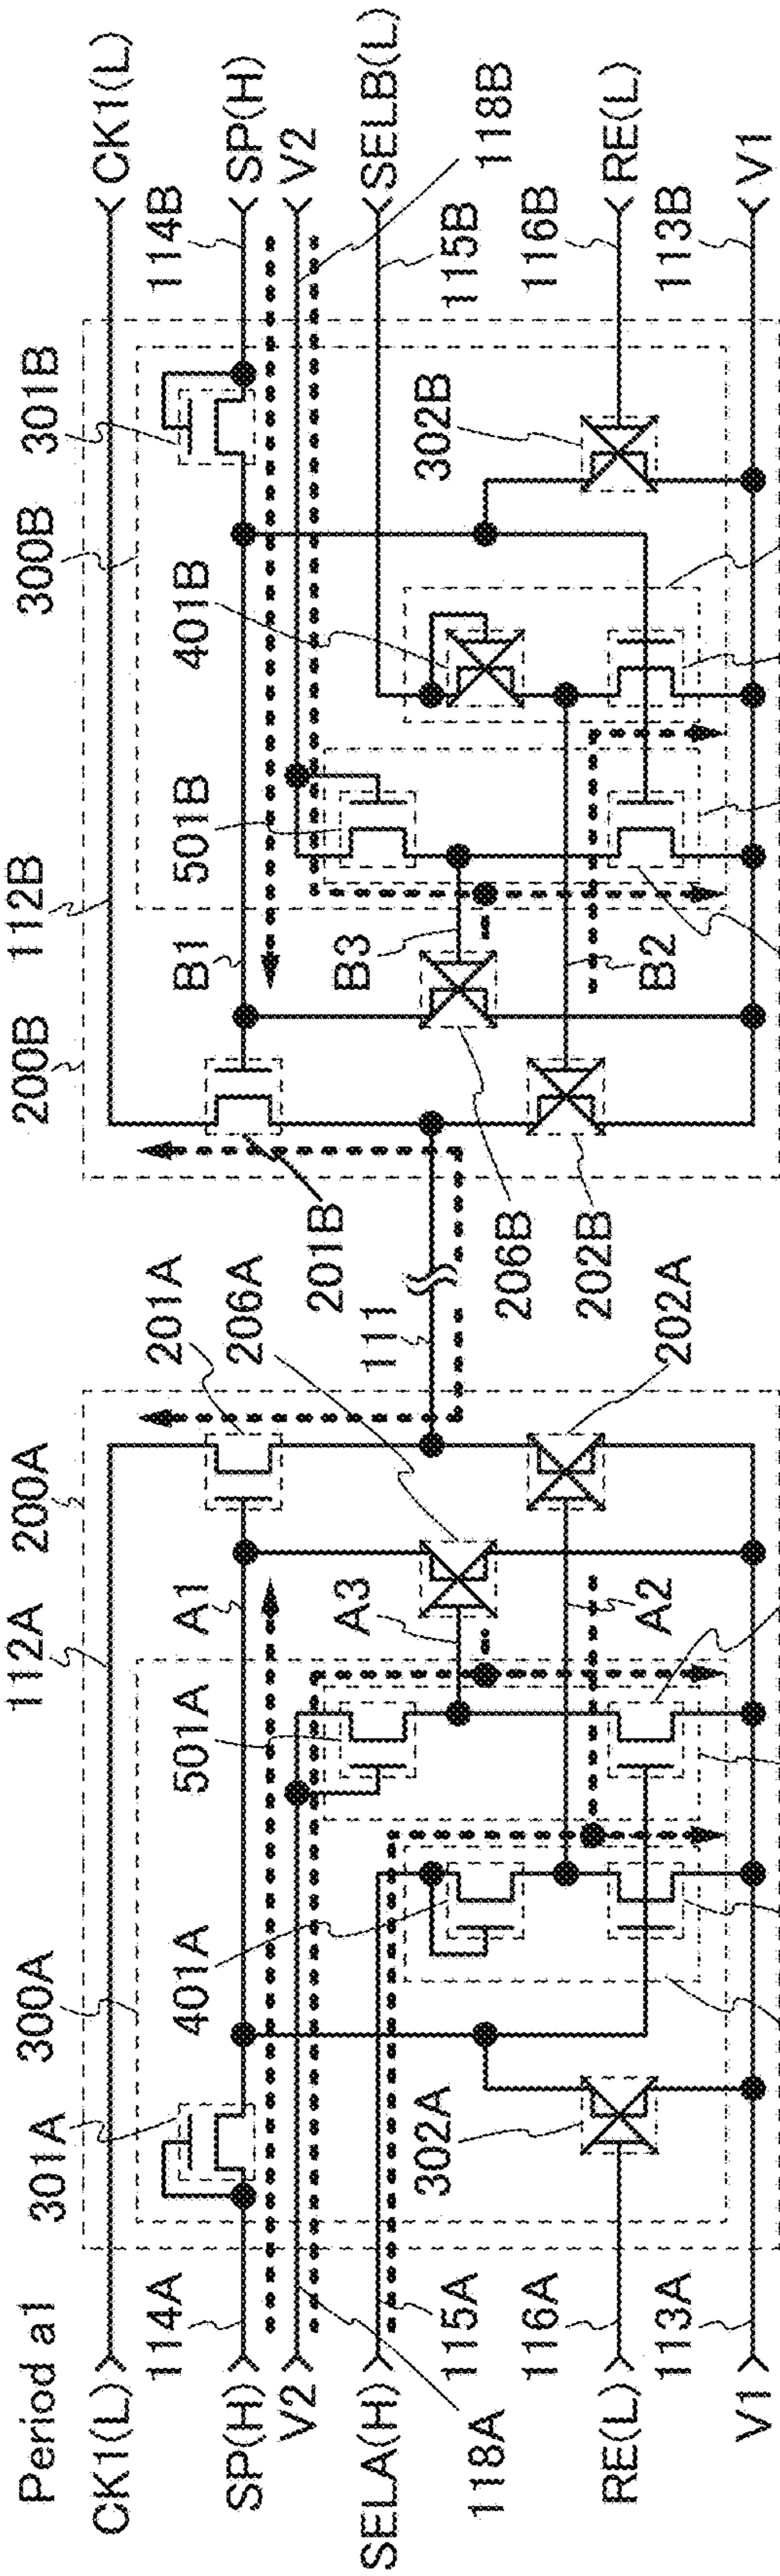 Period a1
CK1(L)
SP(H)
V2
SELA(H)
RE(L)
V1
114A
118A
115A
116A
113A
301A
300A
112A
200A
401A
501A
A1
A3
A2
302A
201A
206A
202A
111
201B
206B
202B
200B
112B
300B
301B
B1
B3
B2
501B
401B
302B
114B
118B
115B
116B
113B
CK1(L)
SP(H)
V2
SELB(L)
RE(L)
V1